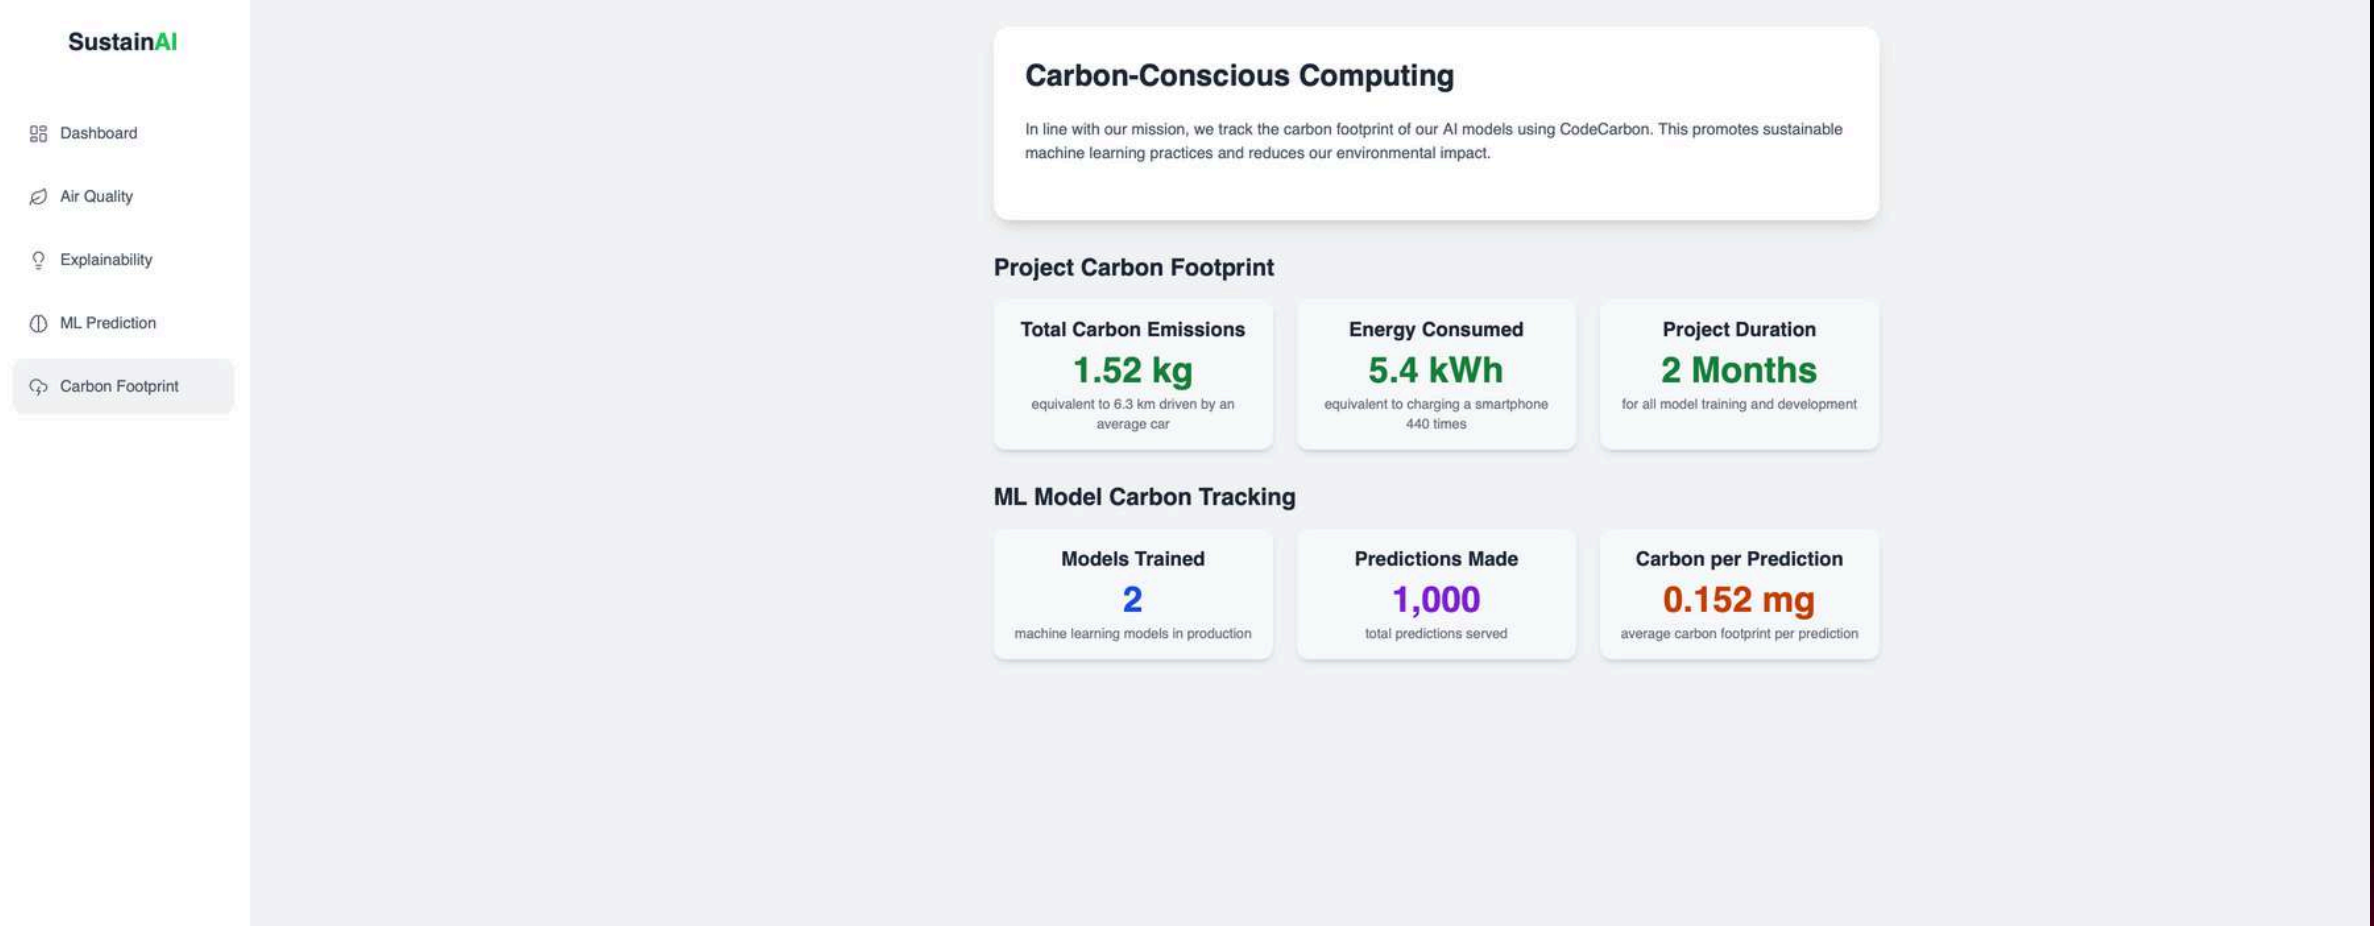 SustainAI
Dashboard
Air Quality
Explainability
ML Prediction
Carbon Footprint
Carbon-Conscious Computing
In line with our mission, we track the carbon footprint of our AI models using CodeCarbon. This promotes sustainable
machine learning practices and reduces our environmental impact.
Project Carbon Footprint
Total Carbon Emissions
1.52 kg
equivalent to 6.3 km driven by an
average car
Energy Consumed
5.4 kWh
equivalent to charging a smartphone
440 times
Project Duration
2 Months
for all model training and development
ML Model Carbon Tracking
Models Trained
2
machine learning models in production
Predictions Made
1,000
total predictions served
Carbon per Prediction
0.152 mg
average carbon footprint per prediction